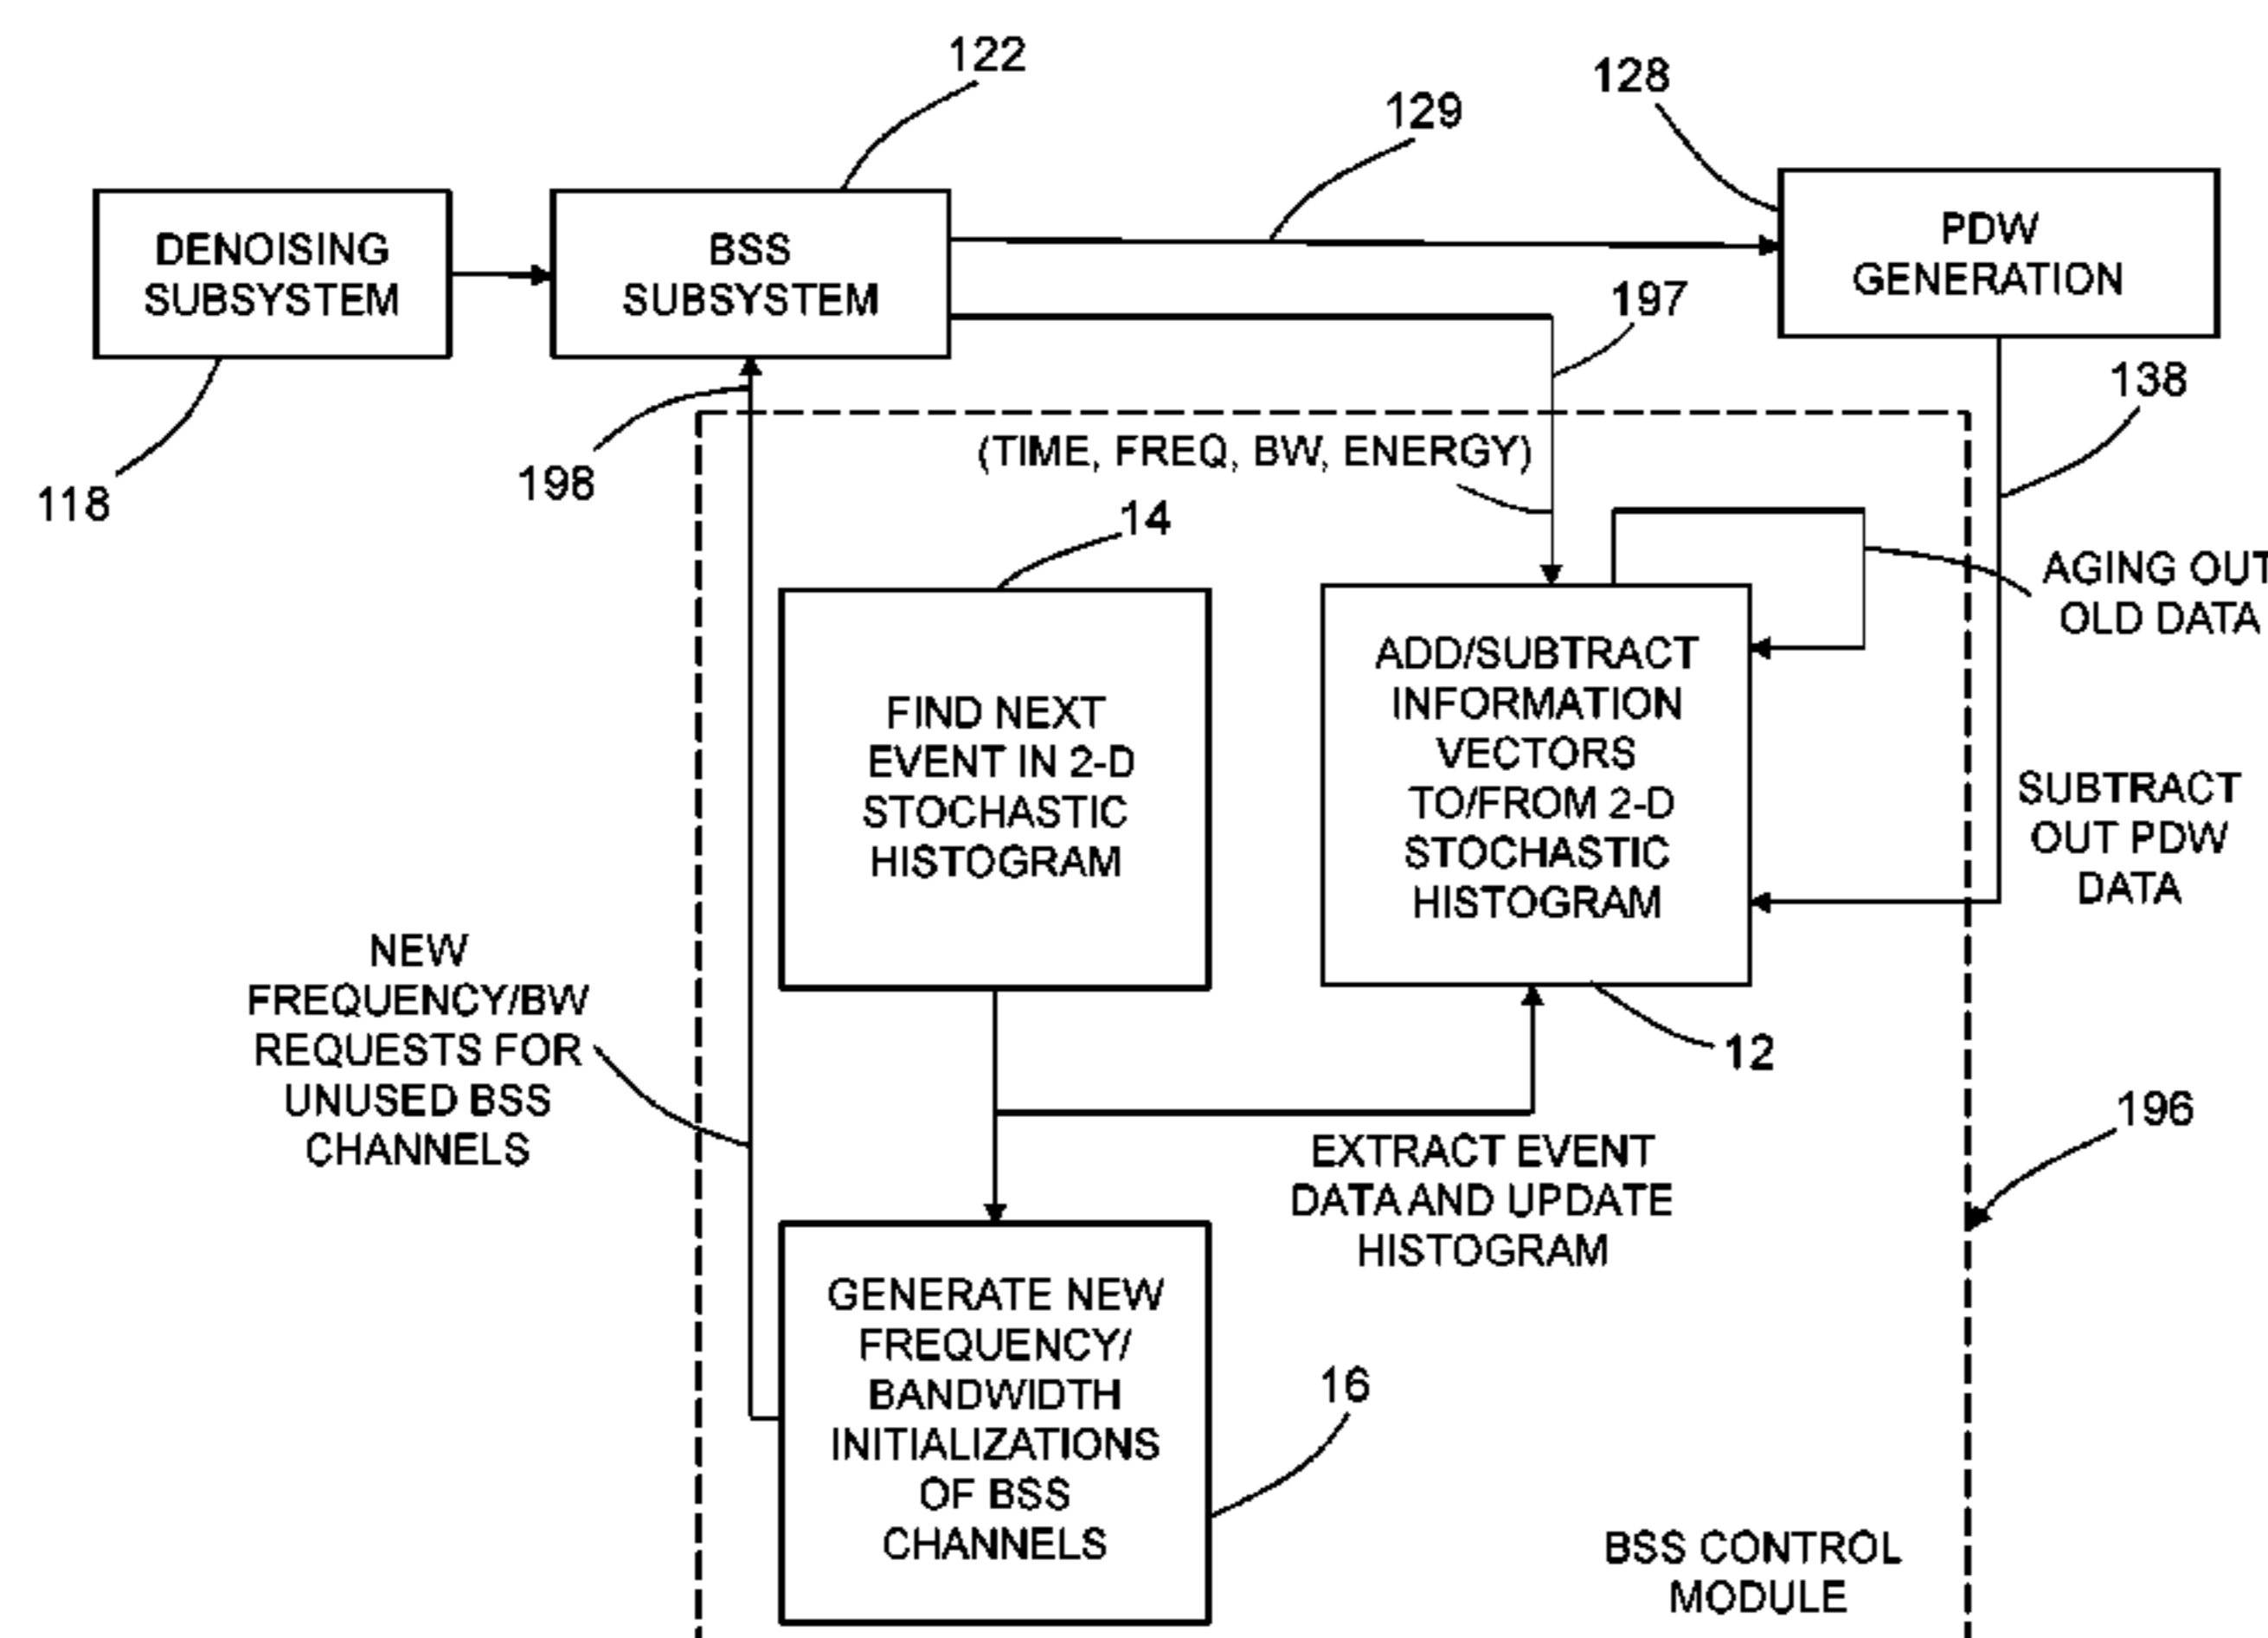 122
128
129
DENOISING
SUBSYSTEM
BSS
SUBSYSTEM
PDW
GENERATION
197
138
198
118
(TIME, FREQ, BW, ENERGY)
14
AGING OUT
OLD DATA
FIND NEXT
EVENT IN 2-D
STOCHASTIC
HISTOGRAM
ADD/SUBTRACT
INFORMATION
VECTORS
TO/FROM 2-D
STOCHASTIC
HISTOGRAM
SUBTRACT
OUT PDW
DATA
NEW
FREQUENCY/BW
REQUESTS FOR
UNUSED BSS
CHANNELS
12
196
EXTRACT EVENT
DATA AND UPDATE
HISTOGRAM
GENERATE NEW
FREQUENCY/
BANDWIDTH
INITIALIZATIONS
OF BSS
CHANNELS
16
BSS CONTROL
MODULE